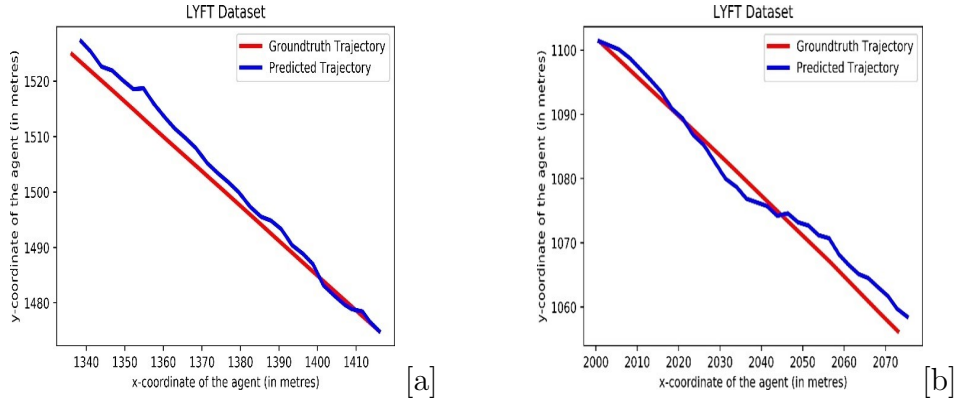 LYFT Dataset
Groundtruth Trajectory
Predicted Trajectory
y-coordinate of the agent (in metres)
1520
1510
1500
1490
1480
1340 1350 1360 1370 1380 1390 1400 1410
x-coordinate of the agent (in metres)
[a]
LYFT Dataset
Groundtruth Trajectory
Predicted Trajectory
y-coordinate of the agent (in metres)
1100
1090
1080
1070
1060
2000 2010 2020 2030 2040 2050 2060 2070
x-coordinate of the agent (in metres)
[b]